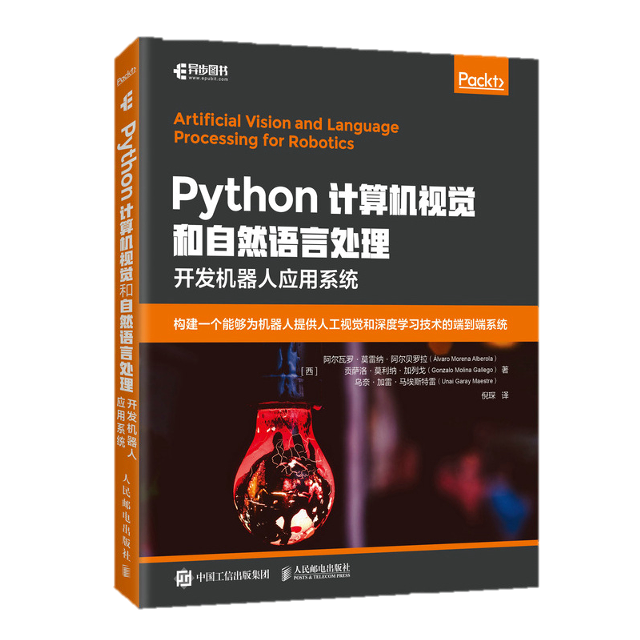 Packt>
异步图书
Python 计算机视觉和自然语言处理
开发机器人
应用系统
人民邮电出版社
异步图书
www.epubit.com
Packt>
Artificial Vision and Language
Processing for Robotics
Python 计算机视觉
和自然语言处理
开发机器人应用系统
构建一个能够为机器人提供人工视觉和深度学习技术的端到端系统
阿尔瓦罗·莫雷纳·阿尔贝罗拉 (Álvaro Morena Alberola)
[西] 贡萨洛·莫利纳·加列戈 (Gonzalo Molina Gallego) 著
乌奈·加雷·马埃斯特雷 (Unai Garay Maestre)
倪琛 译
中国工信出版集团
人民邮电出版社
POSTS & TELECOM PRESS